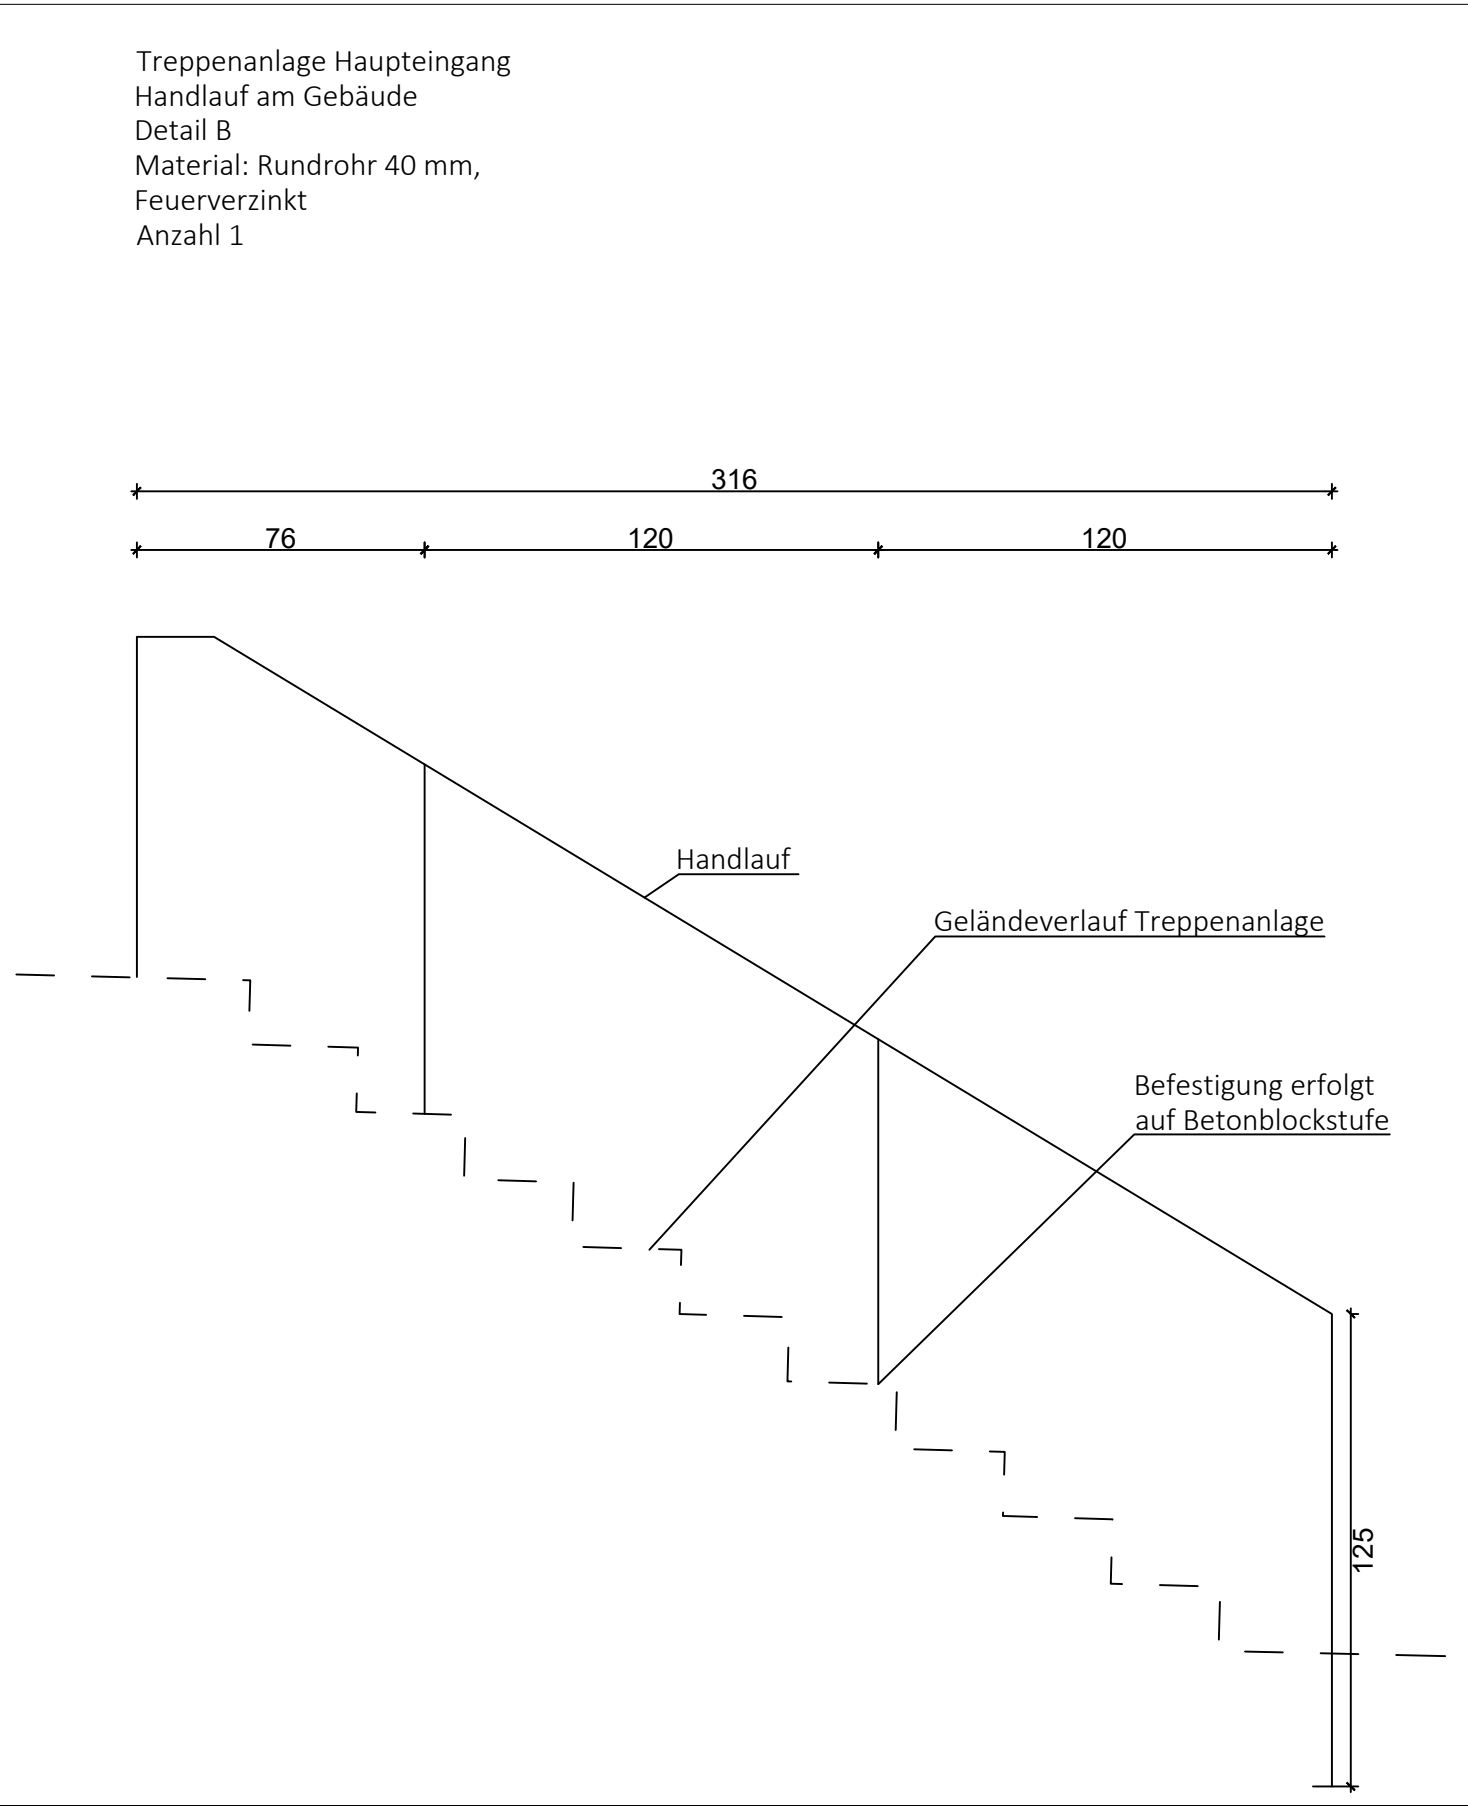 Treppenanlage Haupteingang
Handlauf am Gebäude
Detail B
Material: Rundrohr 40 mm,
Feuerverzinkt
Anzahl 1
316
76
120
120
Handlauf
Geländeverlauf Treppenanlage
Befestigung erfolgt
auf Betonblockstufe
125